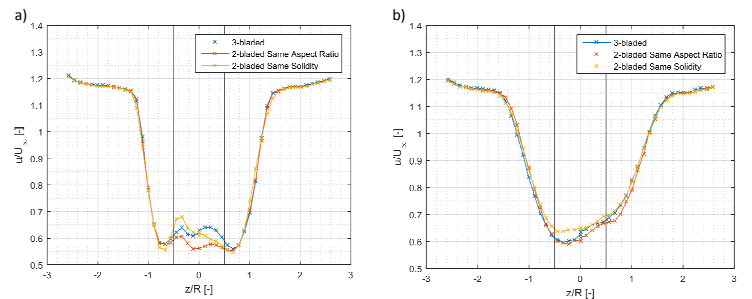 a)
1.4
1.3
1.2
1.1
1
0.9
0.8
0.7
0.6
0.5
u/U∞ [-]
-3
-2
-1
0
1
2
3
z/R [-]
3-bladed
2-bladed Same Aspect Ratio
2-bladed Same Solidity
b)
1.4
1.3
1.2
1.1
1
0.9
0.8
0.7
0.6
0.5
u/U∞ [-]
-3
-2
-1
0
1
2
3
z/R [-]
3-bladed
2-bladed Same Aspect Ratio
2-bladed Same Solidity